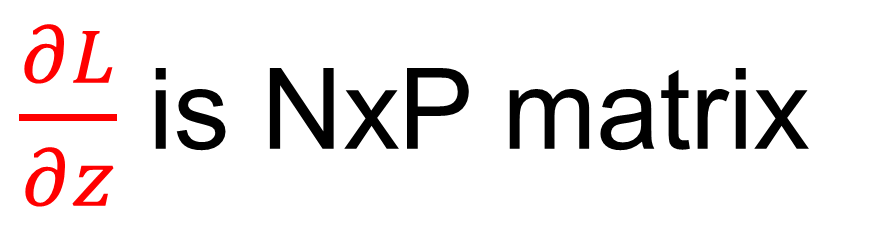 ∂L/∂z is NxP matrix